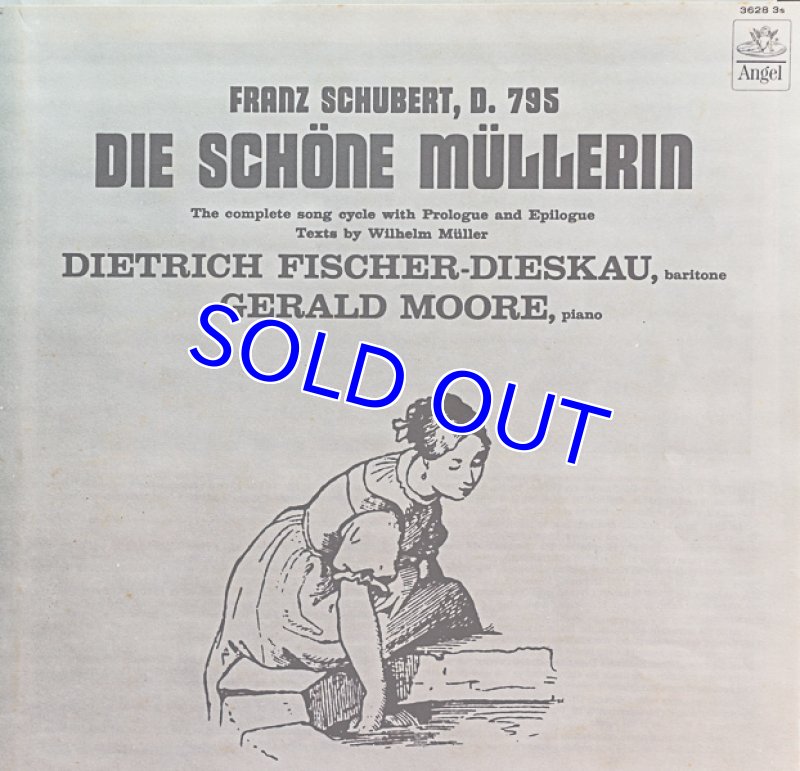 3628 3s
Angel
FRANZ SCHUBERT, D. 795
DIE SCHÖNE MÜLLERIN
The complete song cycle with Prologue and Epilogue
Texts by Wilhelm Müller
DIETRICH FISCHER-DIESKAU, baritone
GERALD MOORE, piano
SOLD OUT